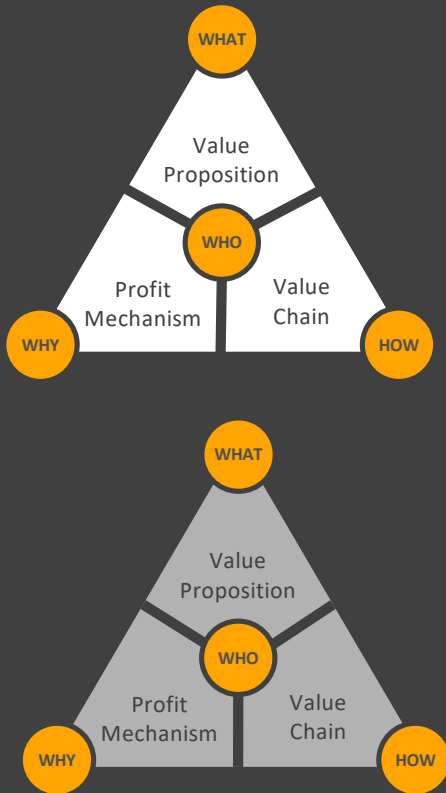 WHAT
Value
Proposition
WHO
Profit
Mechanism
Value
Chain
WHY
HOW
WHAT
Value
Proposition
WHO
Profit
Mechanism
Value
Chain
WHY
HOW